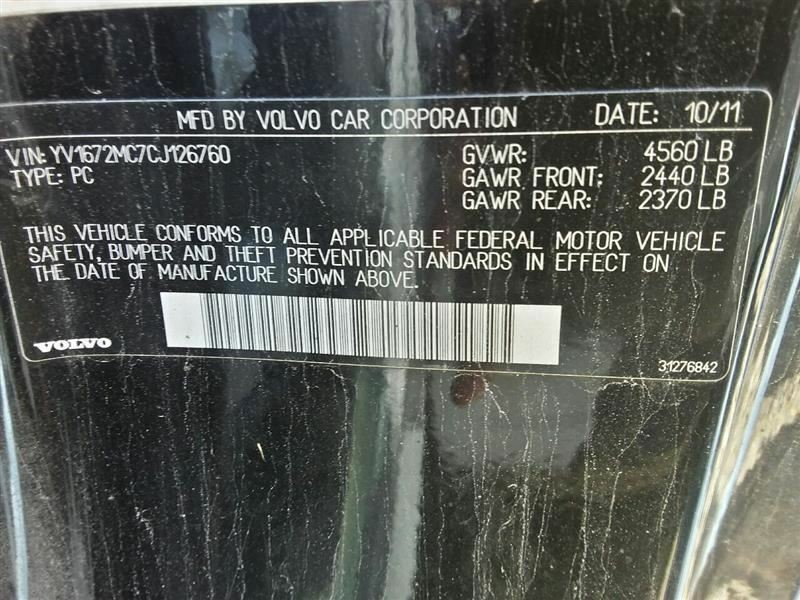 MFD BY VOLVO CAR CORPORATION DATE: 10/11
VIN: YV1672MC7CJ126760 GVWR: 4560 LB
TYPE: PC GAWR FRONT: 2440 LB
GAWR REAR: 2370 LB
THIS VEHICLE CONFORMS TO ALL APPLICABLE FEDERAL MOTOR VEHICLE
SAFETY, BUMPER AND THEFT PREVENTION STANDARDS IN EFFECT ON
THE DATE OF MANUFACTURE SHOWN ABOVE.
VOLVO
31276842